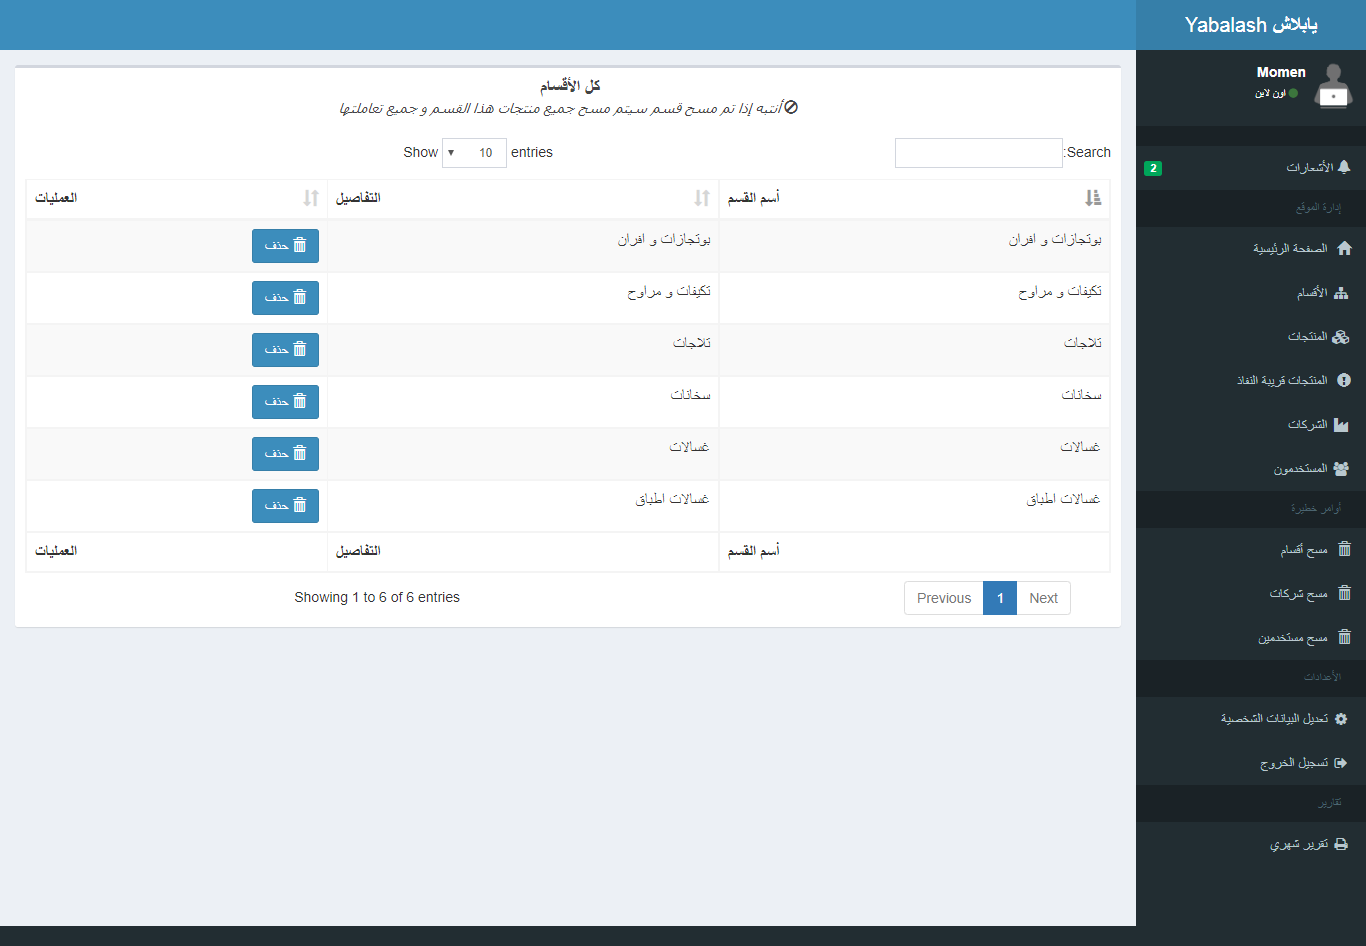 يابلاش Yabalash
Momen
اون لاين
الأشعارات 2
إدارة الموقع
الصفحة الرئيسية
الأقسام
المنتجات
المنتجات قريبة النفاذ
الشركات
المستخدمون
أوامر خطيرة
مسح أقسام
مسح شركات
مسح مستخدمين
الأعدادات
تعديل البيانات الشخصية
تسجيل الخروج
تقارير
تقرير شهري
كل الأقسام
أنتبه إذا تم مسح قسم سيتم مسح جميع منتجات هذا القسم و جميع تعاملتها
Search:
Show 10 entries
أسم القسم التفاصيل العمليات
بوتجازات و افران بوتجازات و افران حذف
تكيفات و مراوح تكيفات و مراوح حذف
تلاجات تلاجات حذف
سخانات سخانات حذف
غسالات غسالات حذف
غسالات اطباق غسالات اطباق حذف
أسم القسم التفاصيل العمليات
Showing 1 to 6 of 6 entries
Previous 1 Next